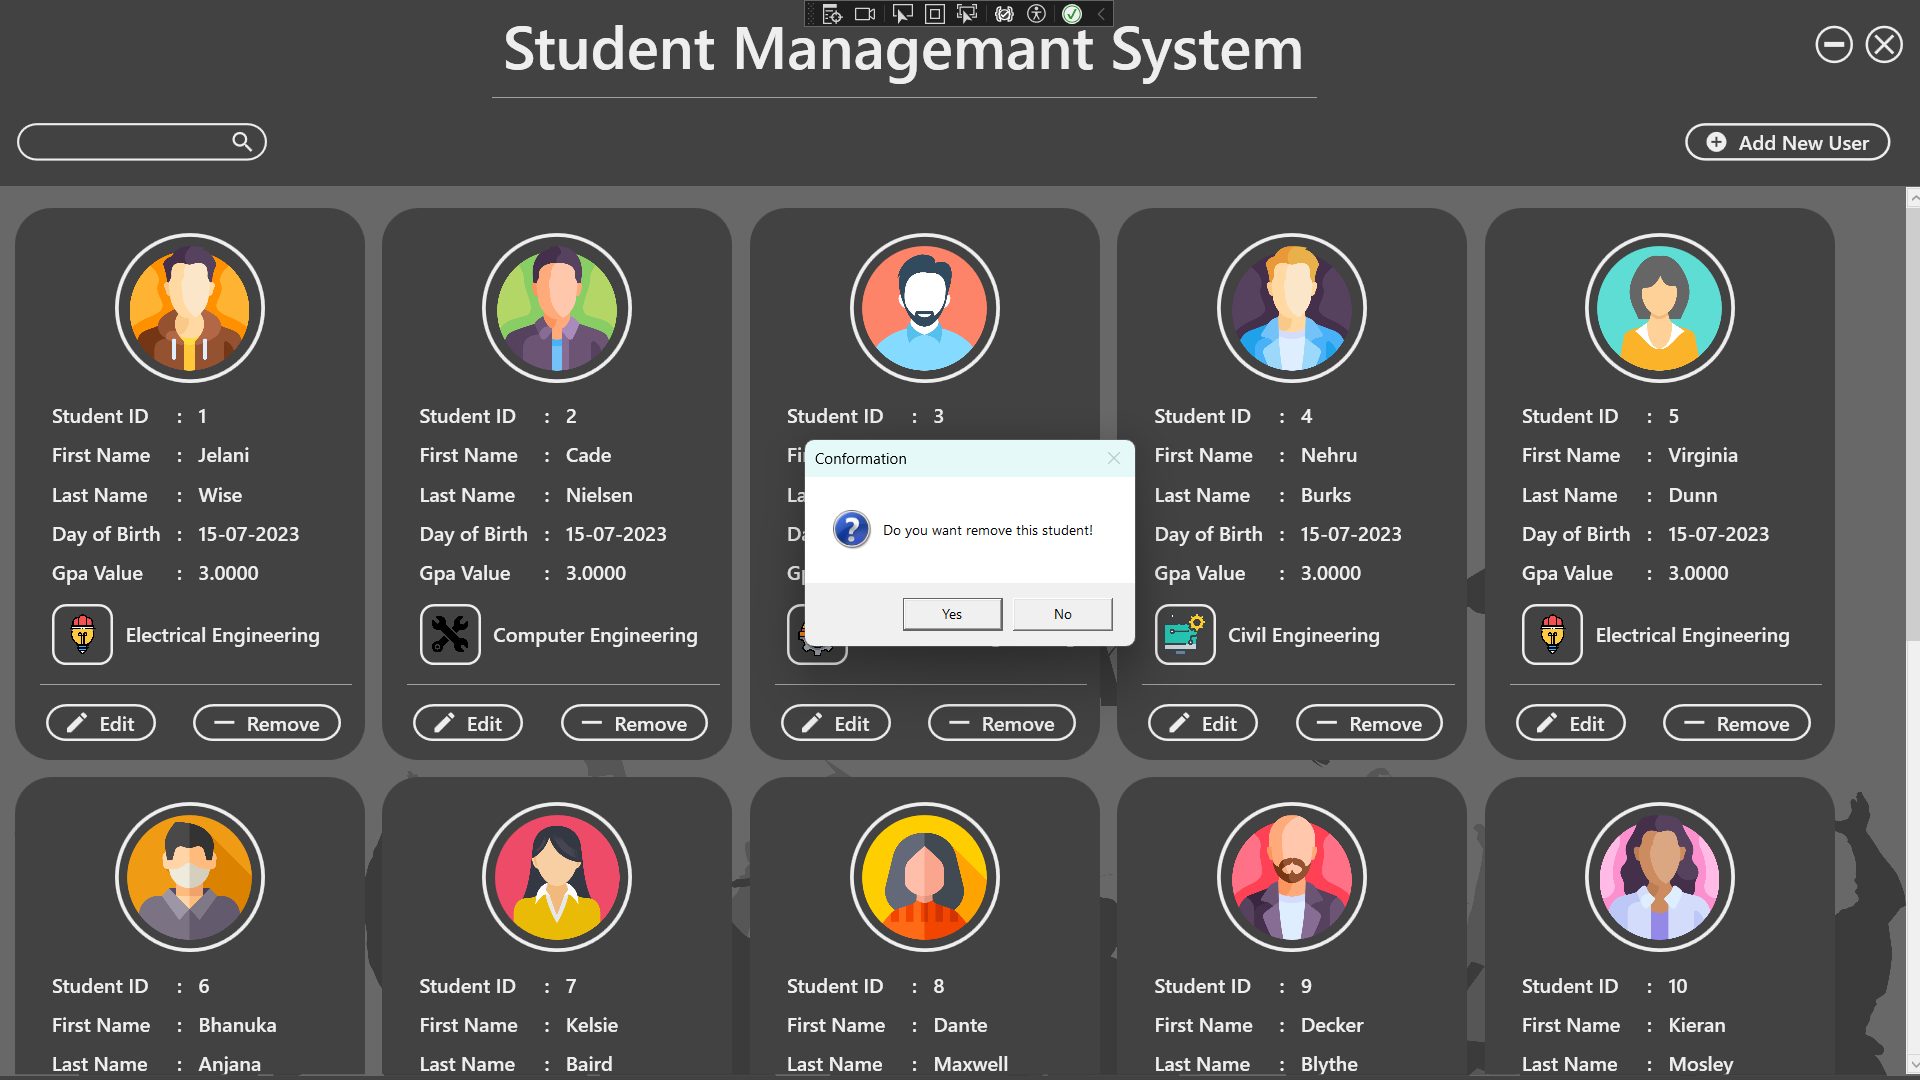 Student Managemant System
Add New User
Student ID : 1
First Name : Jelani
Last Name : Wise
Day of Birth : 15-07-2023
Gpa Value : 3.0000
Electrical Engineering
Edit
Remove
Student ID : 2
First Name : Cade
Last Name : Nielsen
Day of Birth : 15-07-2023
Gpa Value : 3.0000
Computer Engineering
Edit
Remove
Student ID : 3
Edit
Remove
Conformation
Do you want remove this student!
Yes
No
Student ID : 4
First Name : Nehru
Last Name : Burks
Day of Birth : 15-07-2023
Gpa Value : 3.0000
Civil Engineering
Edit
Remove
Student ID : 5
First Name : Virginia
Last Name : Dunn
Day of Birth : 15-07-2023
Gpa Value : 3.0000
Electrical Engineering
Edit
Remove
Student ID : 6
First Name : Bhanuka
Last Name : Anjana
Student ID : 7
First Name : Kelsie
Last Name : Baird
Student ID : 8
First Name : Dante
Last Name : Maxwell
Student ID : 9
First Name : Decker
Last Name : Blythe
Student ID : 10
First Name : Kieran
Last Name : Mosley